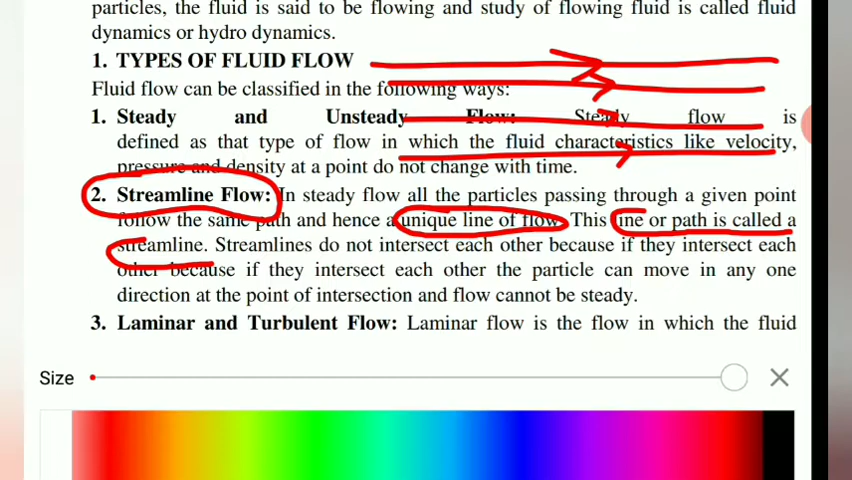 particles, the fluid is said to be flowing and study of flowing fluid is called fluid
dynamics or hydro dynamics.
1. TYPES OF FLUID FLOW
Fluid flow can be classified in the following ways:
1. Steady and Unsteady Flow: Steady flow is
defined as that type of flow in which the fluid characteristics like velocity,
pressure and density at a point do not change with time.
2. Streamline Flow: In steady flow all the particles passing through a given point
follow the same path and hence a unique line of flow. This line or path is called a
streamline. Streamlines do not intersect each other because if they intersect each
other because if they intersect each other the particle can move in any one
direction at the point of intersection and flow cannot be steady.
3. Laminar and Turbulent Flow: Laminar flow is the flow in which the fluid
Size